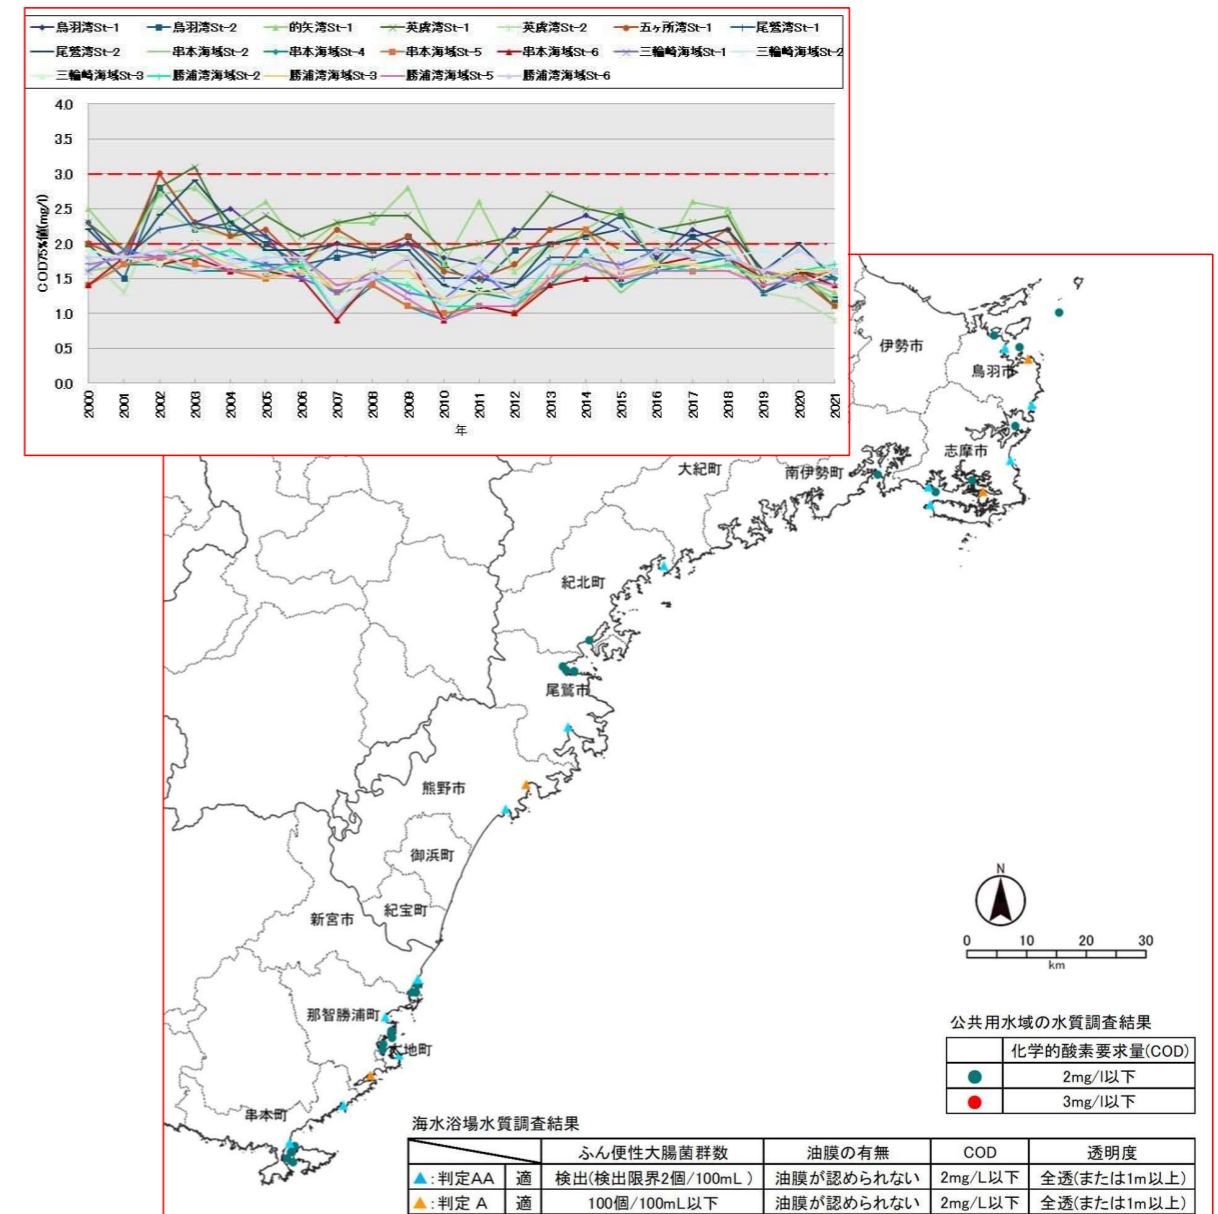 鳥羽湾St-1 鳥羽湾St-2 的矢湾St-1 英虞湾St-1 英虞湾St-2 五ヶ所湾St-1 尾鷲湾St-1
尾鷲湾St-2 串本海域St-2 串本海域St-4 串本海域St-5 串本海域St-6 三輪崎海域St-1 三輪崎海域St-2
三輪崎海域St-3 勝浦湾海域St-2 勝浦湾海域St-3 勝浦湾海域St-5 勝浦湾海域St-6
COD75%値(mg/l)
4.0
3.5
3.0
2.5
2.0
1.5
1.0
0.5
0.0
2000 2001 2002 2003 2004 2005 2006 2007 2008 2009 2010 2011 2012 2013 2014 2015 2016 2017 2018 2019 2020 2021
年
伊勢市
鳥羽市
志摩市
大紀町
南伊勢町
紀北町
尾鷲市
熊野市
御浜町
紀宝町
新宮市
那智勝浦町
太地町
串本町
N
0 10 20 30
km
公共用水域の水質調査結果
化学的酸素要求量(COD)
2mg/l以下
3mg/l以下
海水浴場水質調査結果
ふん便性大腸菌群数 油膜の有無 COD 透明度
:判定AA 適 検出(検出限界2個/100mL ) 油膜が認められない 2mg/L以下 全透(または1m以上)
:判定 A 適 100個/100mL以下 油膜が認められない 2mg/L以下 全透(または1m以上)